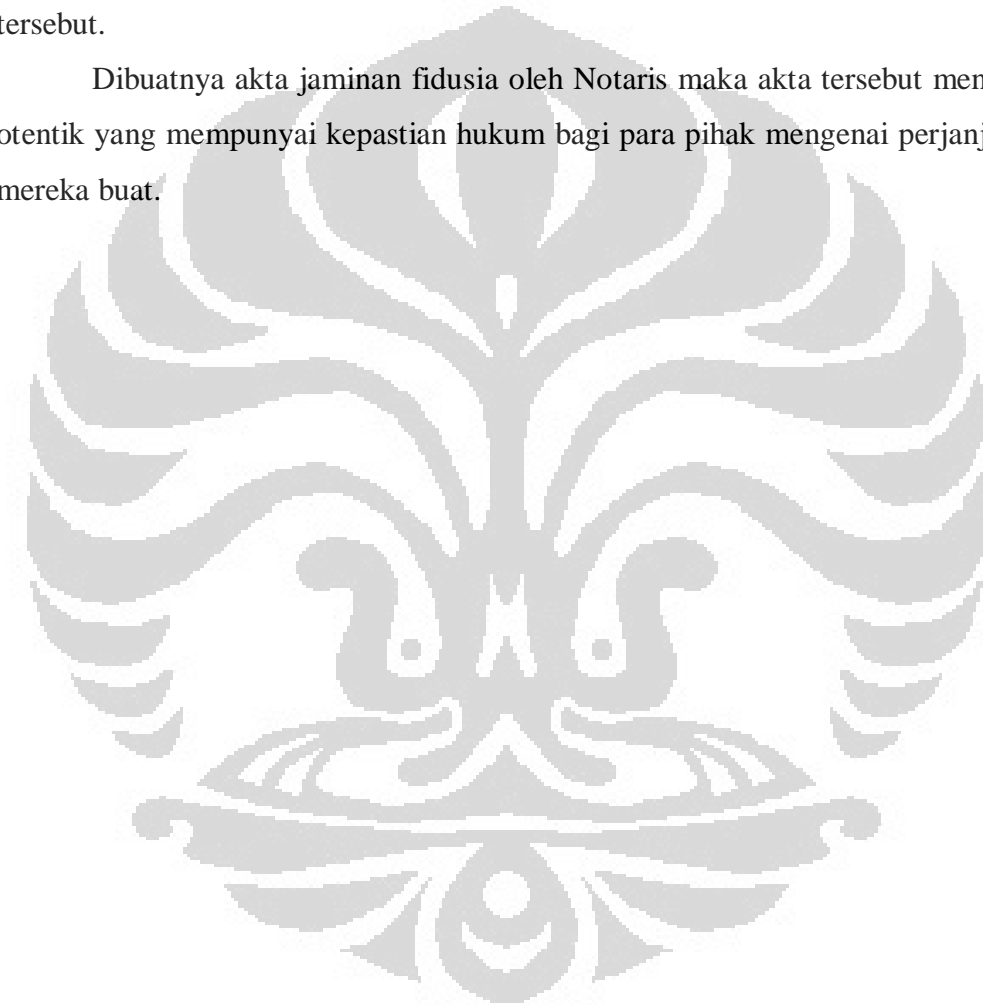 tersebut.
Dibuatnya akta jaminan fidusia oleh Notaris maka akta tersebut men
otentik yang mempunyai kepastian hukum bagi para pihak mengenai perjanj
mereka buat.